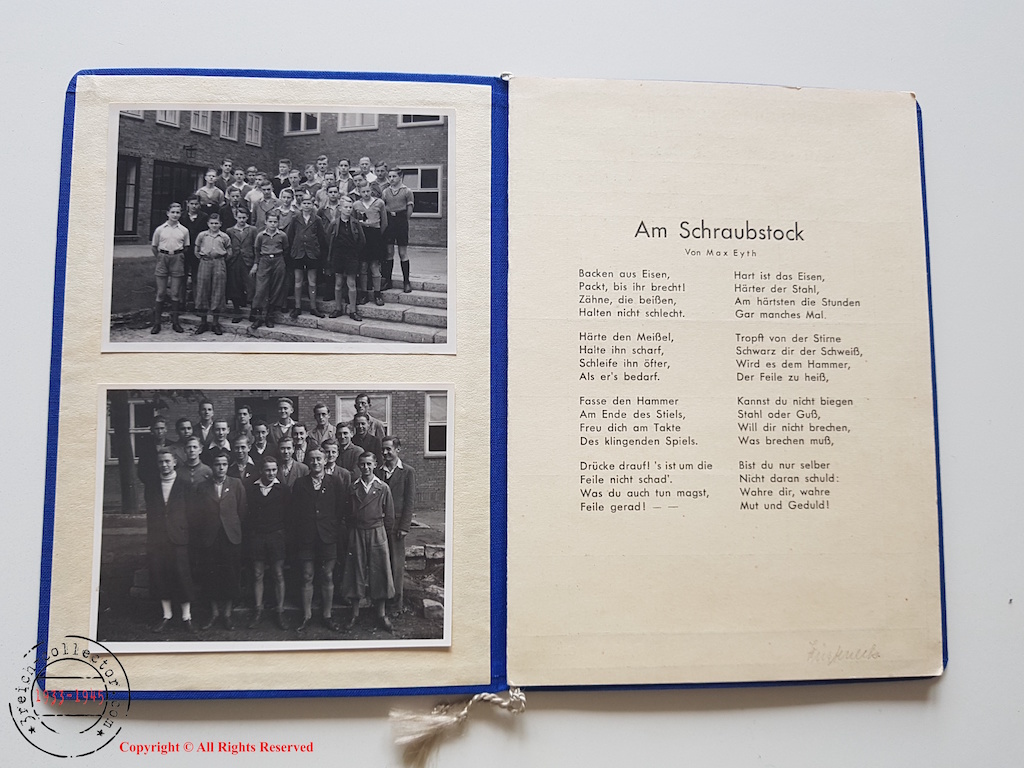 Am Schraubstock
Von Max Eyth
Backen aus Eisen,
Packt, bis ihr brecht!
Zähne, die beißen,
Halten nicht schlecht.
Härte den Meißel,
Halte ihn scharf,
Schleife ihn öfter,
Als er's bedarf.
Fasse den Hammer
Am Ende des Stiels,
Freu dich am Takte
Des klingenden Spiels.
Drücke drauf! 's ist um die
Feile nicht schad'.
Was du auch tun magst,
Feile gerad! — —
Hart ist das Eisen,
Härter der Stahl,
Am härtsten die Stunden
Gar manches Mal.
Tropft von der Stirne
Schwarz dir der Schweiß,
Wird es dem Hammer,
Der Feile zu heiß,
Kannst du nicht biegen
Stahl oder Guß,
Will dir nicht brechen,
Was brechen muß,
Bist du nur selber
Nicht daran schuld:
Wahre dir, wahre
Mut und Geduld!
3reichcollector.com
1933-1945
Copyright © All Rights Reserved